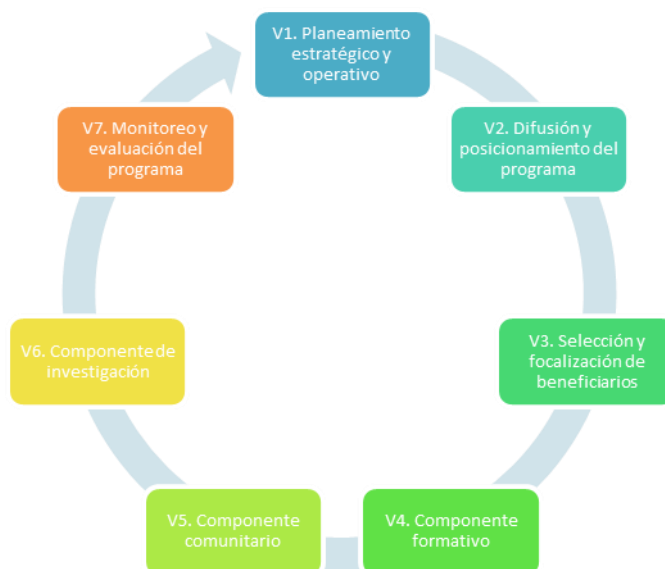 V1. Planeamiento
estratégico y
operativo
V2. Difusión y
posicionamiento del
programa
V3. Selección y
focalización de
beneficiarios
V4. Componente
formativo
V5. Componente
comunitario
V6. Componente de
investigación
V7. Monitoreo y
evaluación del
programa